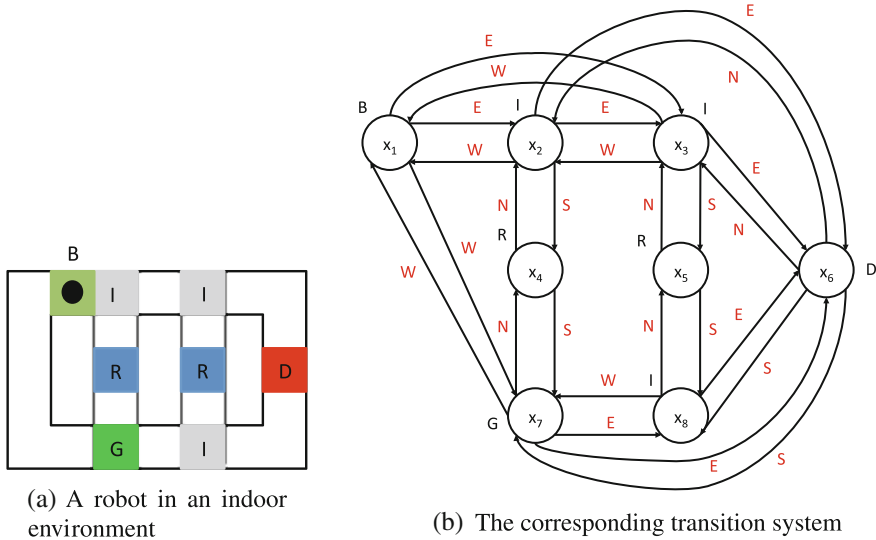 B
I
I
R
R
D
G
I
(a) A robot in an indoor
environment
E
E
W
N
B
I
I
E
E
x₁
x₂
x₃
W
W
E
N
S
N
S
N
R
R
W
W
x₄
x₅
x₆
D
N
S
N
S
E
W
I
S
G
x₇
x₈
E
E
S
(b) The corresponding transition system